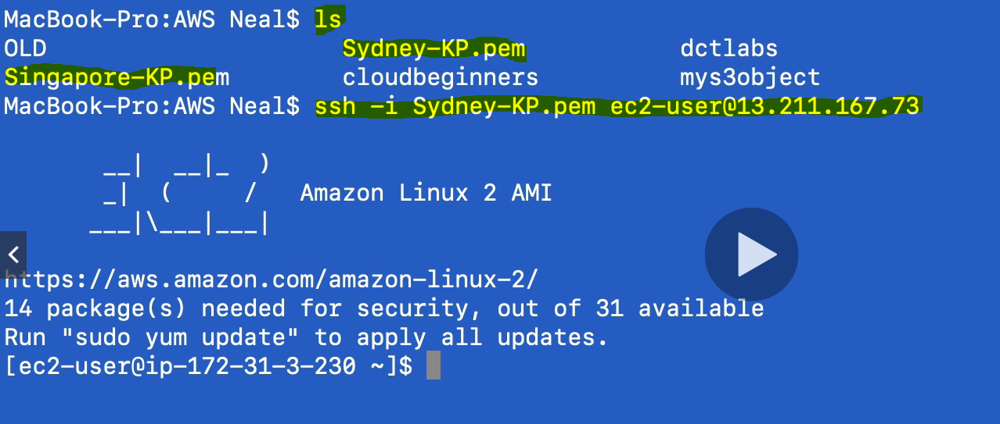 MacBook-Pro:AWS Neal$ ls
OLD Sydney-KP.pem dctlabs
Singapore-KP.pem cloudbeginners mys3object
MacBook-Pro:AWS Neal$ ssh -i Sydney-KP.pem ec2-user@13.211.167.73
__| __|_ )
_| ( / Amazon Linux 2 AMI
___|\___|___|
https://aws.amazon.com/amazon-linux-2/
14 package(s) needed for security, out of 31 available
Run "sudo yum update" to apply all updates.
[ec2-user@ip-172-31-3-230 ~]$